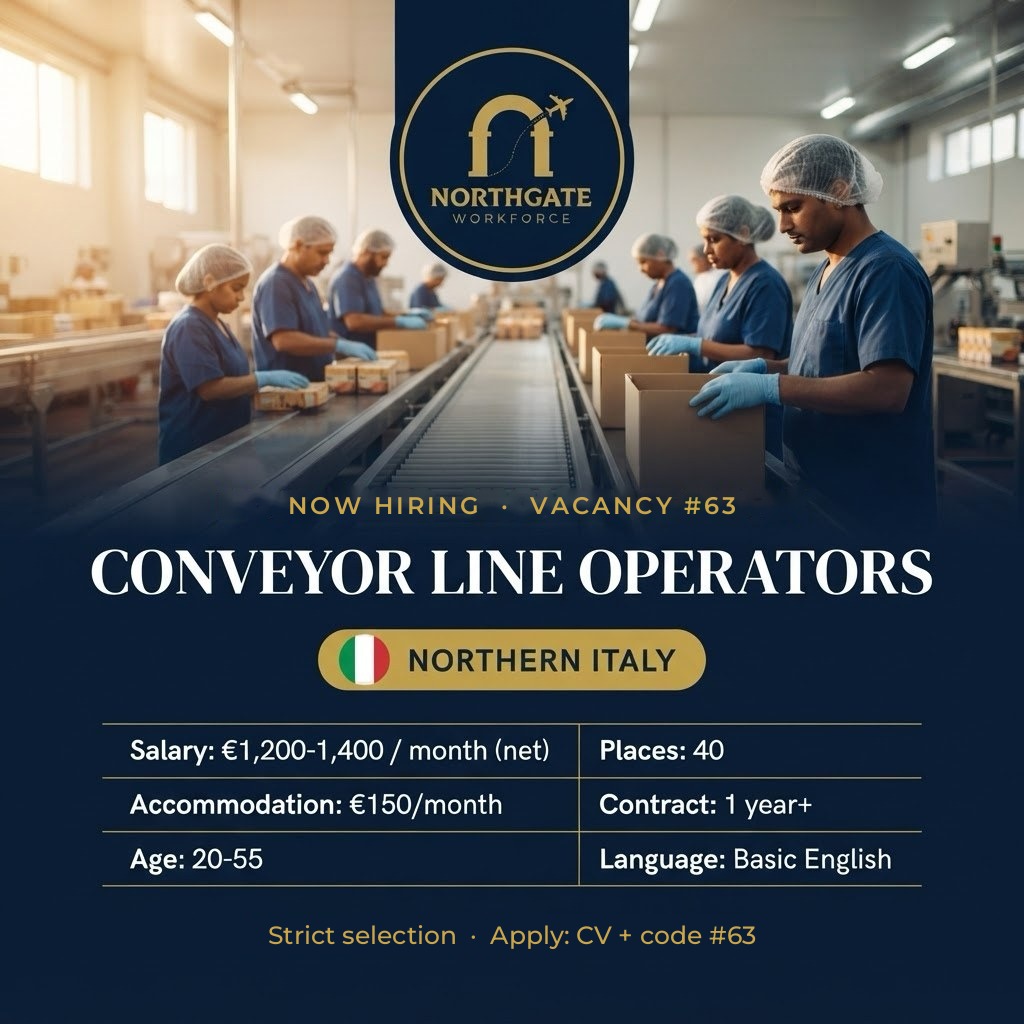 NORTHGATE
WORKFORCE
NOW HIRING · VACANCY #63
CONVEYOR LINE OPERATORS
NORTHERN ITALY
Salary: €1,200-1,400 / month (net)
Places: 40
Accommodation: €150/month
Contract: 1 year+
Age: 20-55
Language: Basic English
Strict selection · Apply: CV + code #63